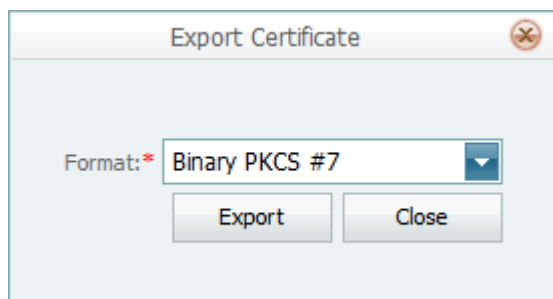 Export Certificate
Format:* Binary PKCS #7
Export Close